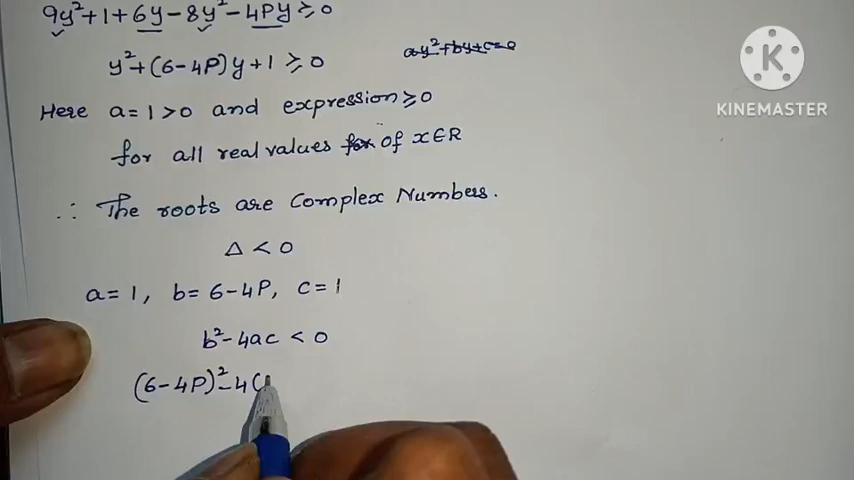 9y²+1+6y-8y²-4Py≥0
y²+(6-4P)y+1≥0
ay²+by+c=0
KINEMASTER
Here a=1>0 and expression≥0
for all real values for of x∈R
∴ The roots are Complex Numbers.
Δ<0
a=1, b=6-4P, c=1
b²-4ac<0
(6-4P)²-4(